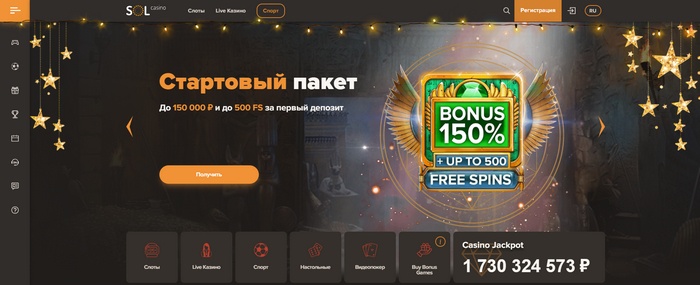 SOL casino
Слоты Live Казино Спорт
Регистрация
RU
Стартовый пакет
До 150 000 ₽ и до 500 FS за первый депозит
Получить
BONUS
150%
+ UP TO 500
FREE SPINS
Слоты
Live Казино
Спорт
Настольные
Видеопокер
Buy Bonus
Games
Casino Jackpot
1 730 324 573 ₽